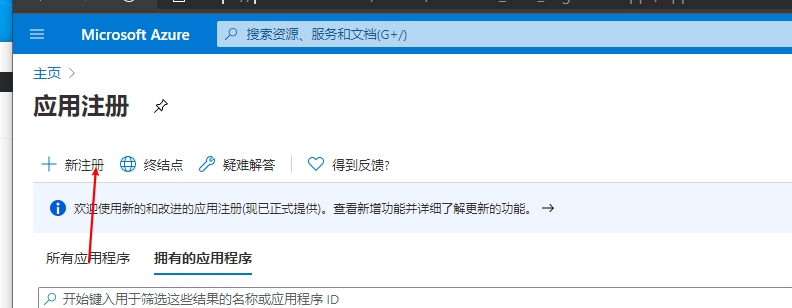 Microsoft Azure
搜索资源、服务和文档(G+/)
主页
应用注册
新注册 终结点 疑难解答 得到反馈?
欢迎使用新的和改进的应用注册(现已正式提供)。查看新增功能并详细了解更新的功能。
所有应用程序 拥有的应用程序
开始键入用于筛选这些结果的名称或应用程序 ID